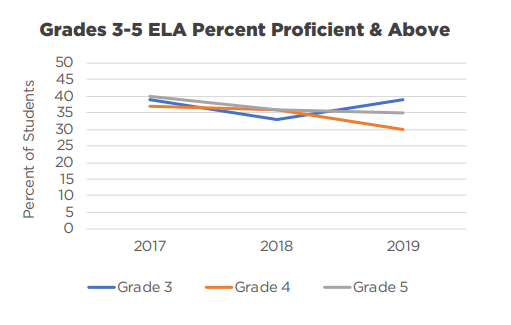 Grades 3-5 ELA Percent Proficient & Above
Percent of Students
50
45
40
35
30
25
20
15
10
5
0
2017 2018 2019
Grade 3 Grade 4 Grade 5